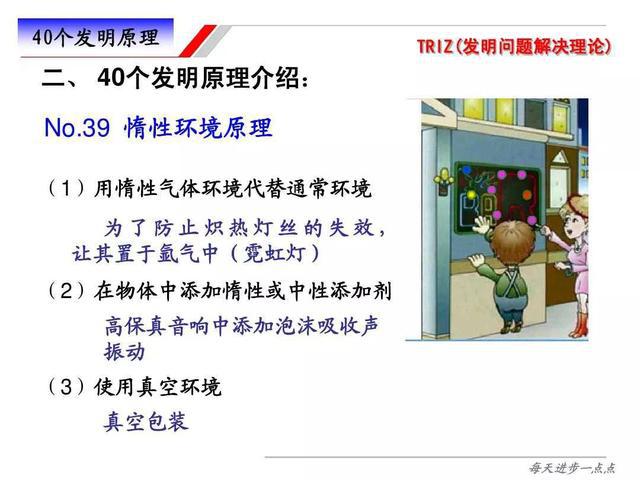 40个发明原理
TRIZ(发明问题解决理论)
二、 40个发明原理介绍：
No.39 惰性环境原理
（1）用惰性气体环境代替通常环境
为了防止炽热灯丝的失效，
让其置于氩气中（霓虹灯）
（2）在物体中添加惰性或中性添加剂
高保真音响中添加泡沫吸收声
振动
（3）使用真空环境
真空包装
每天进步一点点